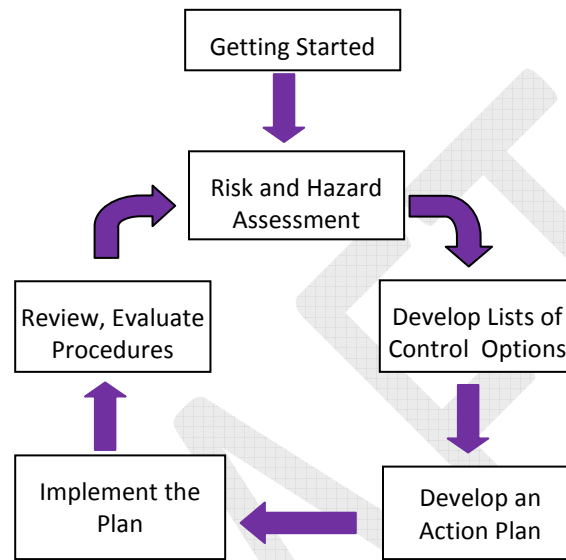 Getting Started
Risk and Hazard
Assessment
Review, Evaluate
Procedures
Develop Lists of
Control Options
Implement the
Plan
Develop an
Action Plan